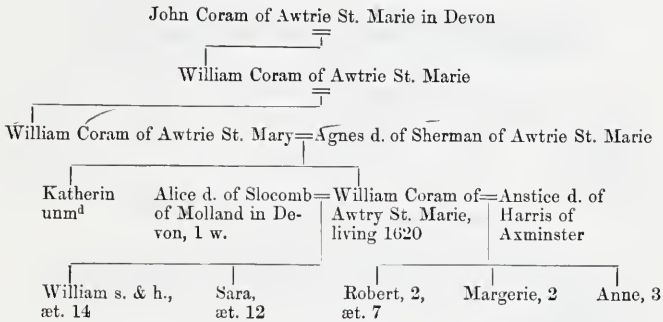 John Coram of Awtrie St. Marie in Devon
=
William Coram of Awtrie St. Marie
=
William Coram of Awtrie St. Mary=Agnes d. of Sherman of Awtrie St. Marie
Katherin
unmd
Alice d. of Slocomb=
of Molland in De-
von, 1 w.
William Coram of=
Awtry St. Marie,
living 1620
Anstice d. of
Harris of
Axminster
William s. & h.,
æt. 14
Sara,
æt. 12
Robert, 2,
æt. 7
Margerie, 2
Anne, 3